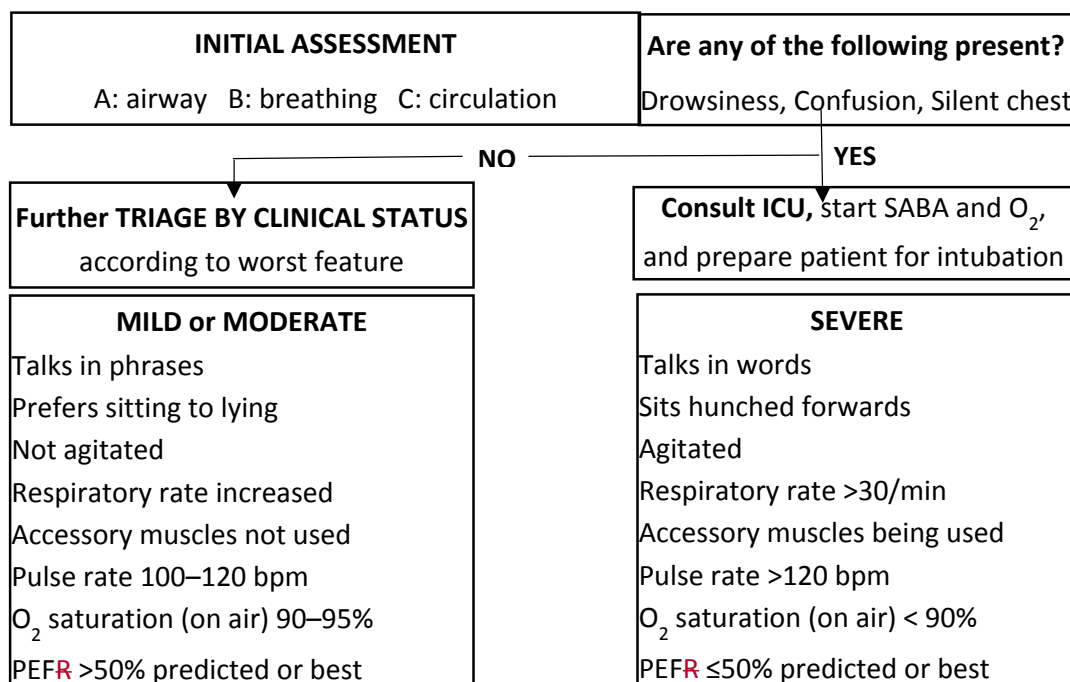 INITIAL ASSESSMENT
A: airway B: breathing C: circulation
Are any of the following present?
Drowsiness, Confusion, Silent chest
NO
YES
Further TRIAGE BY CLINICAL STATUS
according to worst feature
Consult ICU, start SABA and O₂,
and prepare patient for intubation
MILD or MODERATE
Talks in phrases
Prefers sitting to lying
Not agitated
Respiratory rate increased
Accessory muscles not used
Pulse rate 100–120 bpm
O₂ saturation (on air) 90–95%
PEFR >50% predicted or best
SEVERE
Talks in words
Sits hunched forwards
Agitated
Respiratory rate >30/min
Accessory muscles being used
Pulse rate >120 bpm
O₂ saturation (on air) < 90%
PEFR ≤50% predicted or best